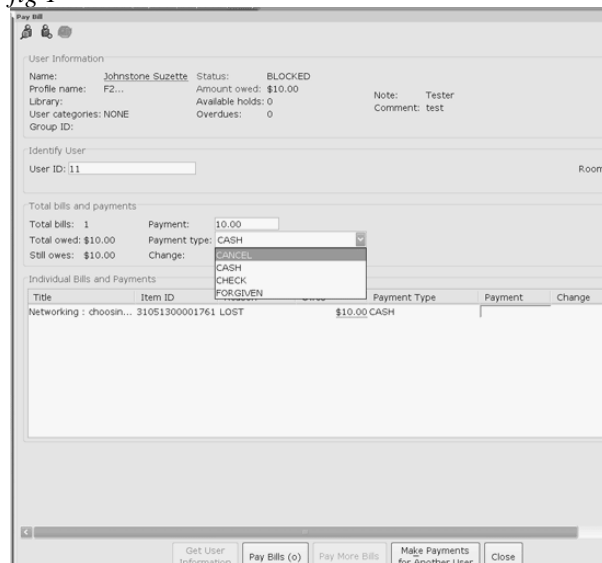 fig 1
Pay Bill
User Information
Name: Johnstone Suzette Status: BLOCKED
Profile name: F2... Amount owed: $10.00
Note: Tester
Library: Available holds: 0
Comment: test
User categories: NONE Overdues: 0
Group ID:
Identify User
User ID: 11
Room
Total bills and payments
Total bills: 1 Payment: 10.00
Total owed: $10.00 Payment type: CASH
Still owes: $10.00 Change: CANCEL
CASH
CHECK
FORGIVEN
Individual Bills and Payments
Title Item ID Payment Type Payment Change
Networking : choosin... 31051300001761 LOST $10.00 CASH
Get User Information
Pay Bills (o)
Pay More Bills
Make Payments
for Another User
Close